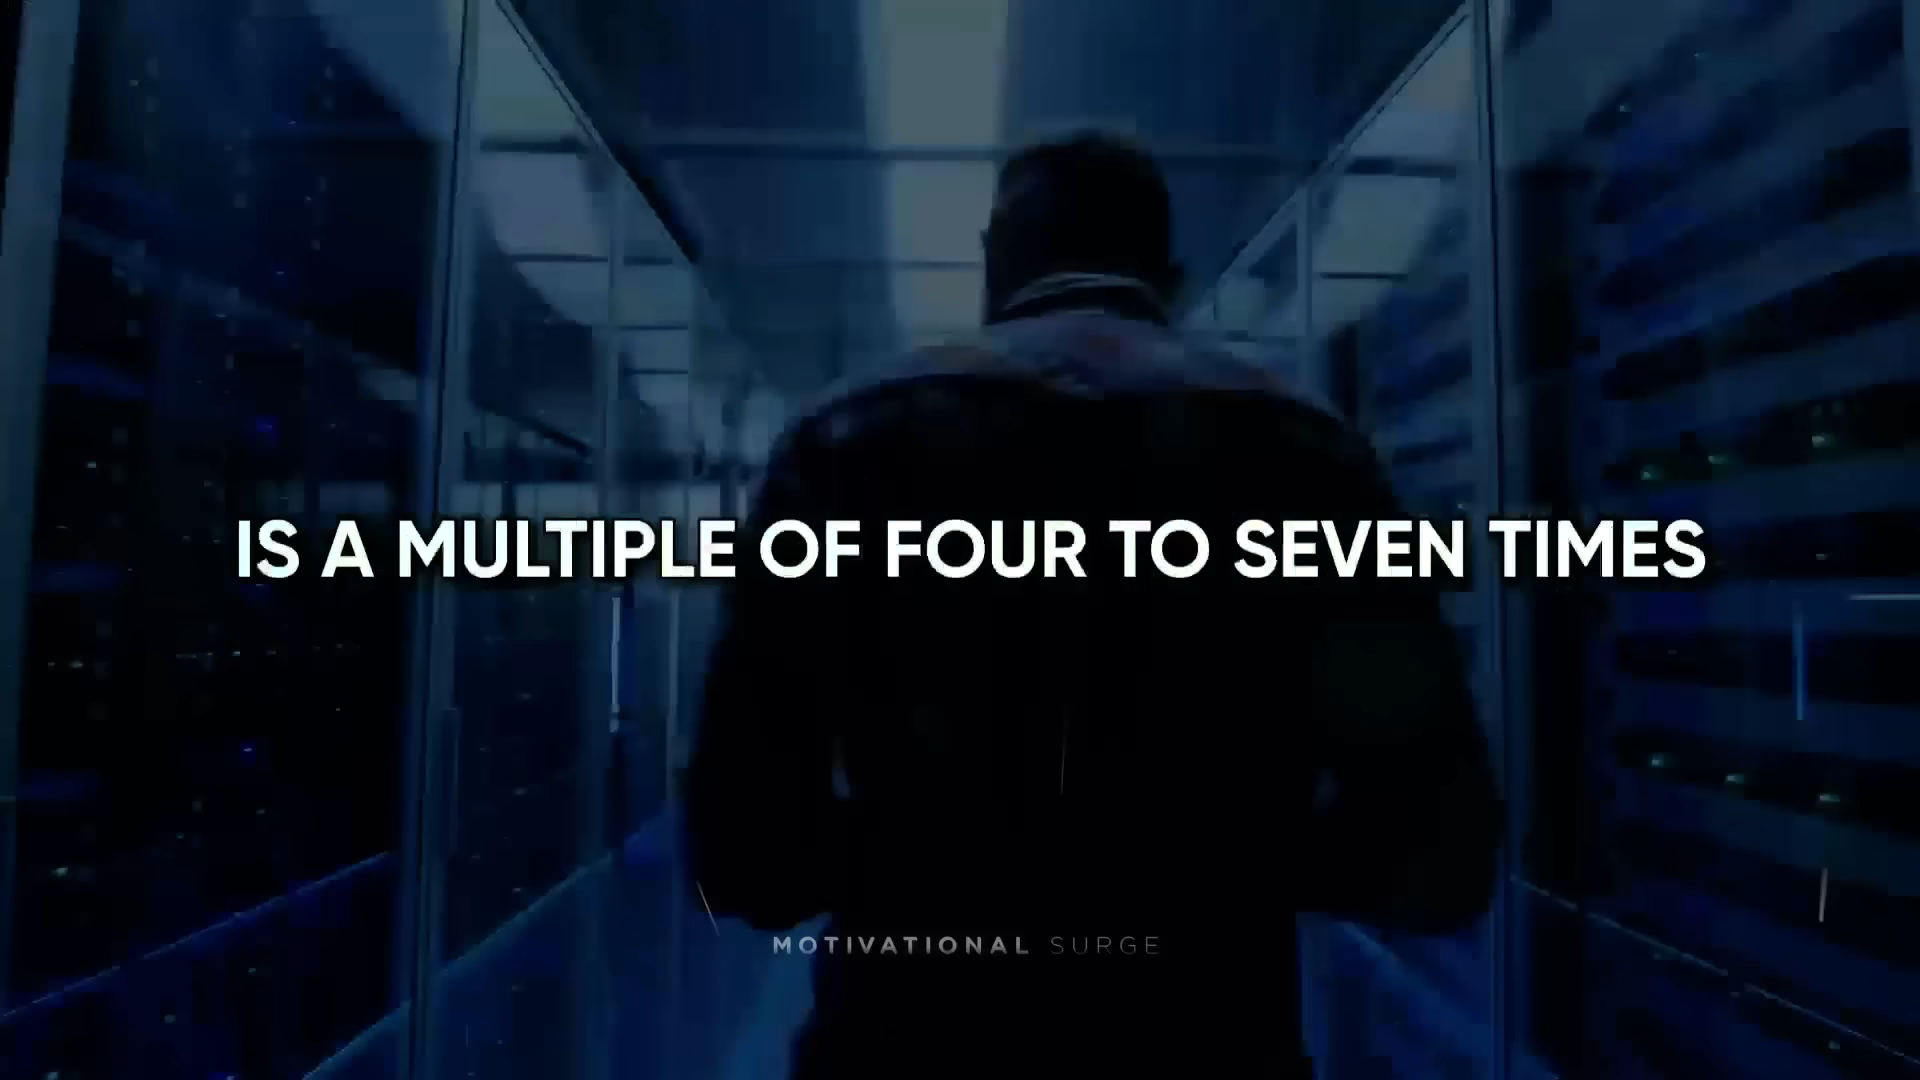 IS A MULTIPLE OF FOUR TO SEVEN TIMES
MOTIVATIONAL SURGE